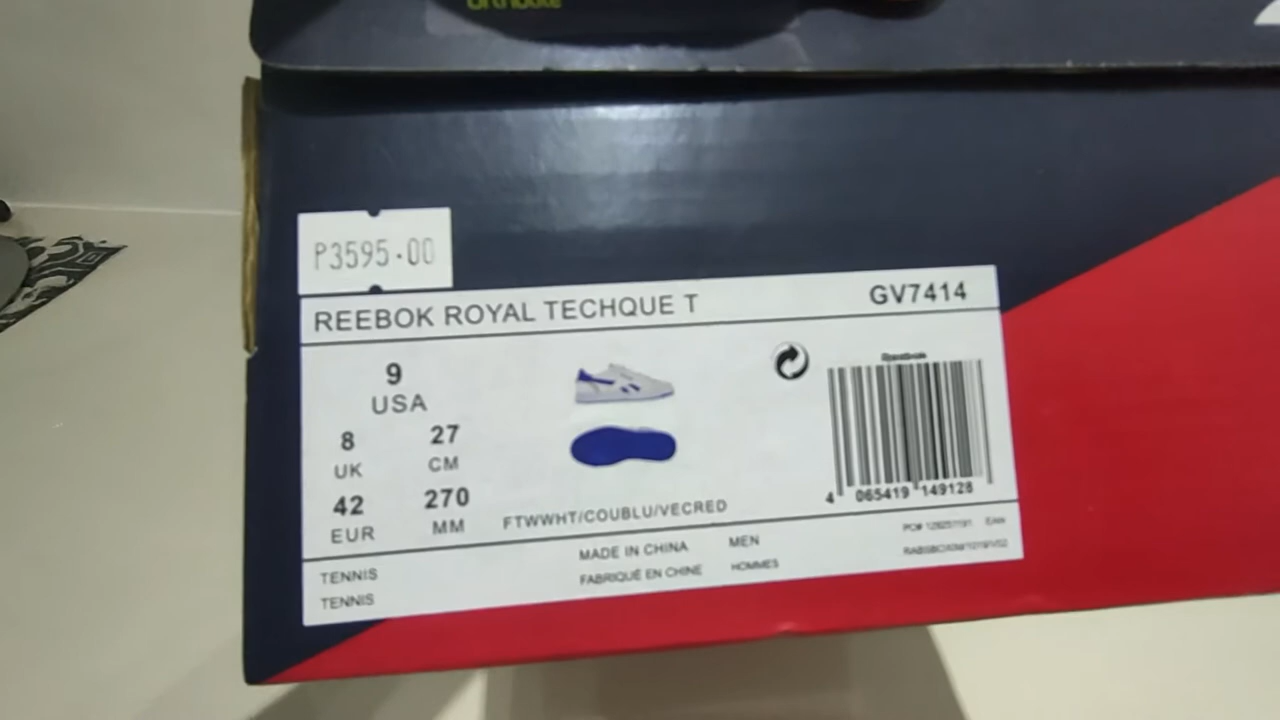 P3595.00
REEBOK ROYAL TECHQUE T GV7414
9
USA
8 27
UK CM
42 270
EUR MM
FTWWHT/COUBLU/VECRED
4 065419 149128
TENNIS
TENNIS
MADE IN CHINA MEN
FABRIQUÉ EN CHINE HOMMES